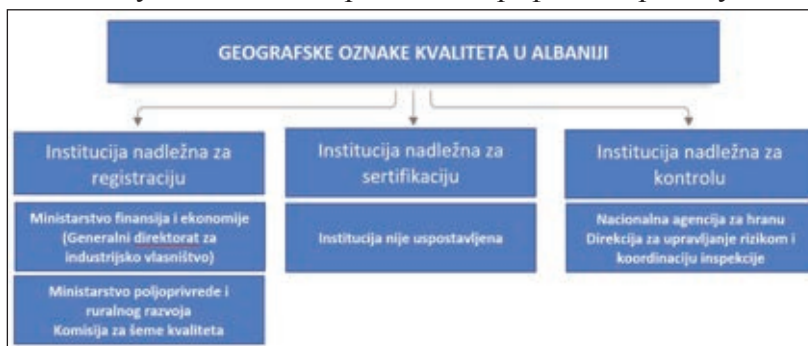 GEOGRAFSKE OZNAKE KVALITETA U ALBANIJI
Institucija nadležna za
registraciju
Ministarstvo finansija i ekonomije
(Generalni direktorat za
industrijsko vlasništvo)
Ministarstvo poljoprivrede i
ruralnog razvoja
Komisija za šeme kvaliteta
Institucija nadležna za
sertifikaciju
Institucija nije uspostavljena
Institucija nadležna za
kontrolu
Nacionalna agencija za hranu
Direkcija za upravljanje rizikom i
koordinaciju inspekcije